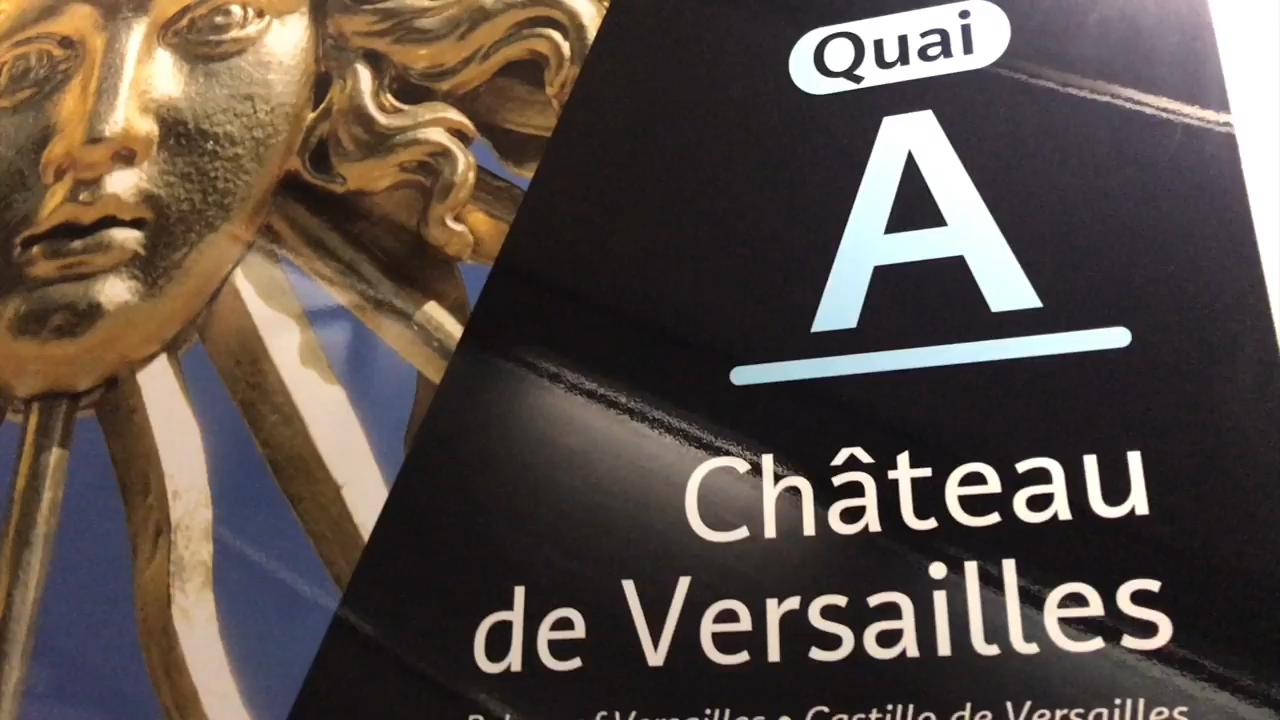 Quai
A
Château
de Versailles
Palace of Versailles • Castillo de Versailles